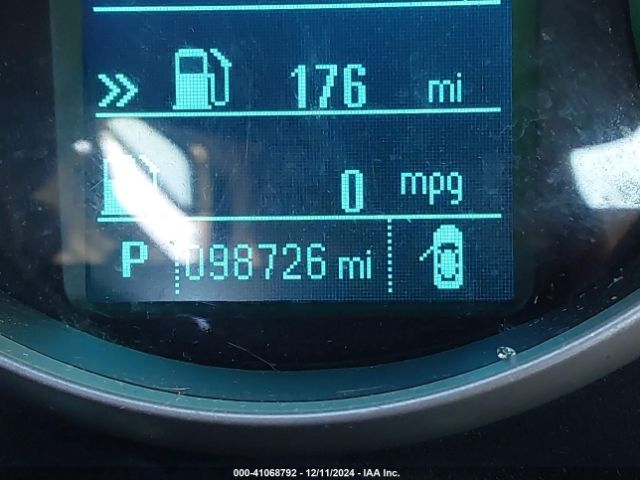 176 mi
0 mpg
P 098726 mi
000-41068792 - 12/11/2024 - IAA Inc.